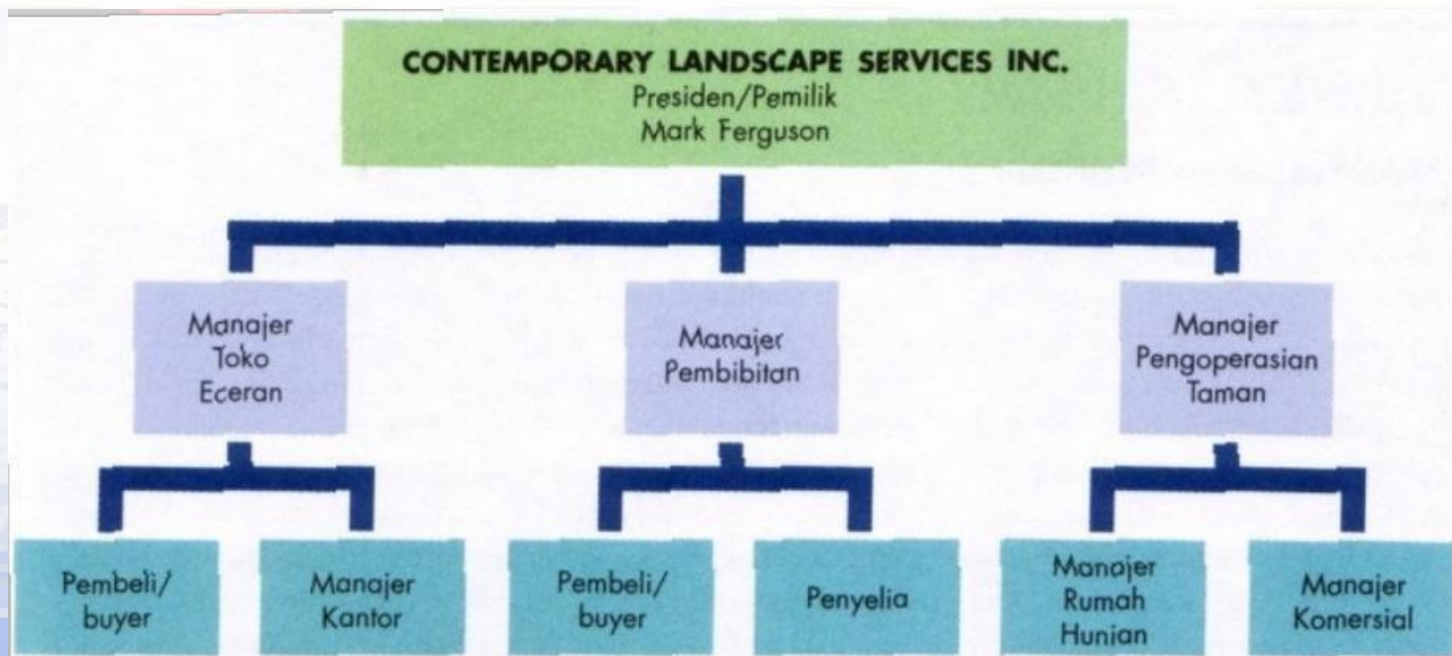 CONTEMPORARY LANDSCAPE SERVICES INC.
Presiden/Pemilik
Mark Ferguson
Manajer
Toko
Eceran
Manajer
Pembibitan
Manajer
Pengoperasian
Taman
Pembeli/
buyer
Manajer
Kantor
Pembeli/
buyer
Penyelia
Manajer
Rumah
Hunian
Manajer
Komersial